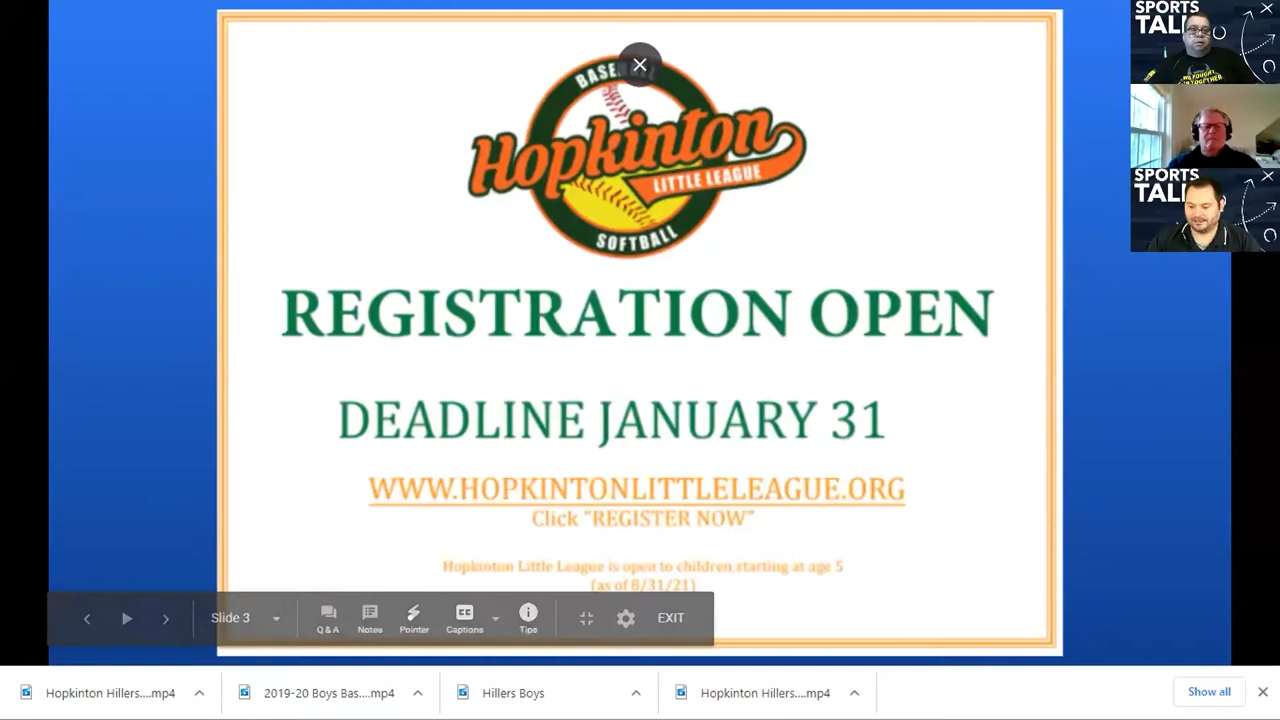 BASEBALL
Hopkinton
LITTLE LEAGUE
SOFTBALL
REGISTRATION OPEN
DEADLINE JANUARY 31
WWW.HOPKINTONLITTLELEAGUE.ORG
Click "REGISTER NOW"
Hopkinton Little League is open to children starting at age 5
(as of 8/31/21)
Slide 3
Q & A
Notes
Pointer
Captions
Tips
EXIT
SPORTS
TAL
SPORTS
TAL
Hopkinton Hillers....mp4
2019-20 Boys Bas....mp4
Hillers Boys
Hopkinton Hillers....mp4
Show all